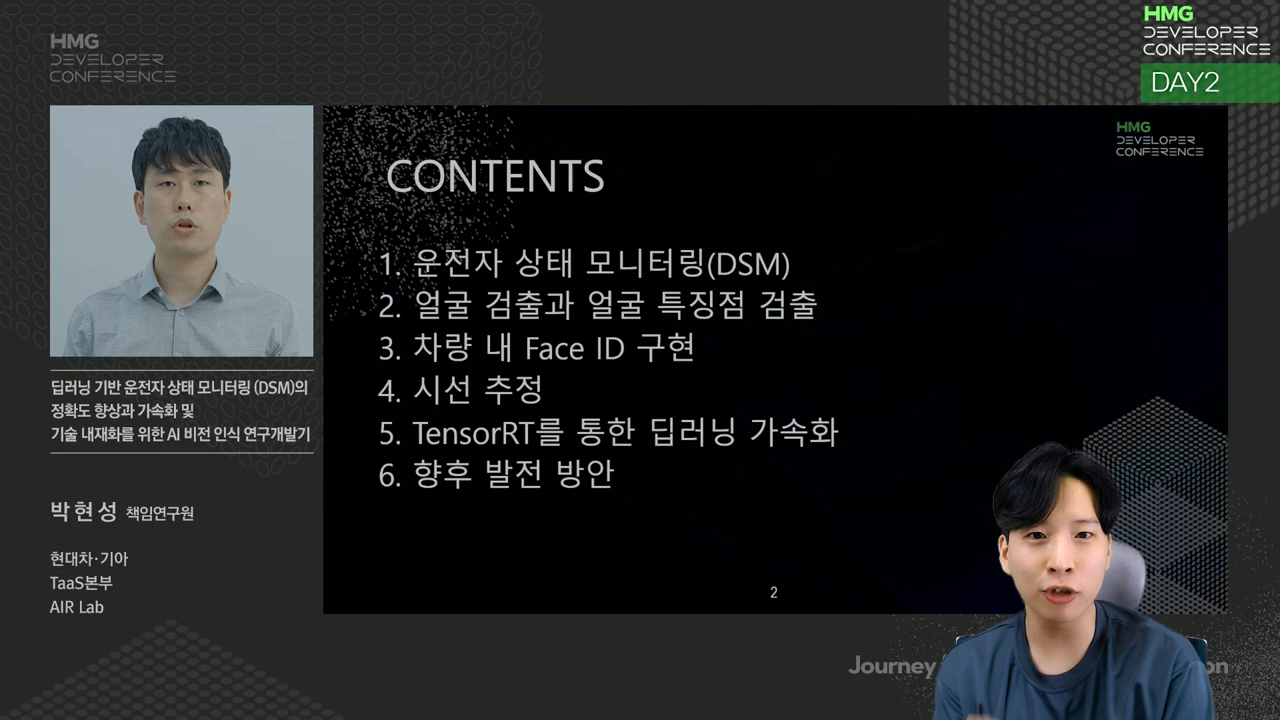 HMG
DEVELOPER
CONFERENCE
HMG
DEVELOPER
CONFERENCE
DAY2
HMG
DEVELOPER
CONFERENCE
CONTENTS
1. 운전자 상태 모니터링(DSM)
2. 얼굴 검출과 얼굴 특징점 검출
3. 차량 내 Face ID 구현
4. 시선 추정
5. TensorRT를 통한 딥러닝 가속화
6. 향후 발전 방안
2
딥러닝 기반 운전자 상태 모니터링 (DSM)의
정확도 향상과 가속화 및
기술 내재화를 위한 AI 비전 인식 연구개발기
박현성 책임연구원
현대차·기아
TaaS본부
AIR Lab
Journey